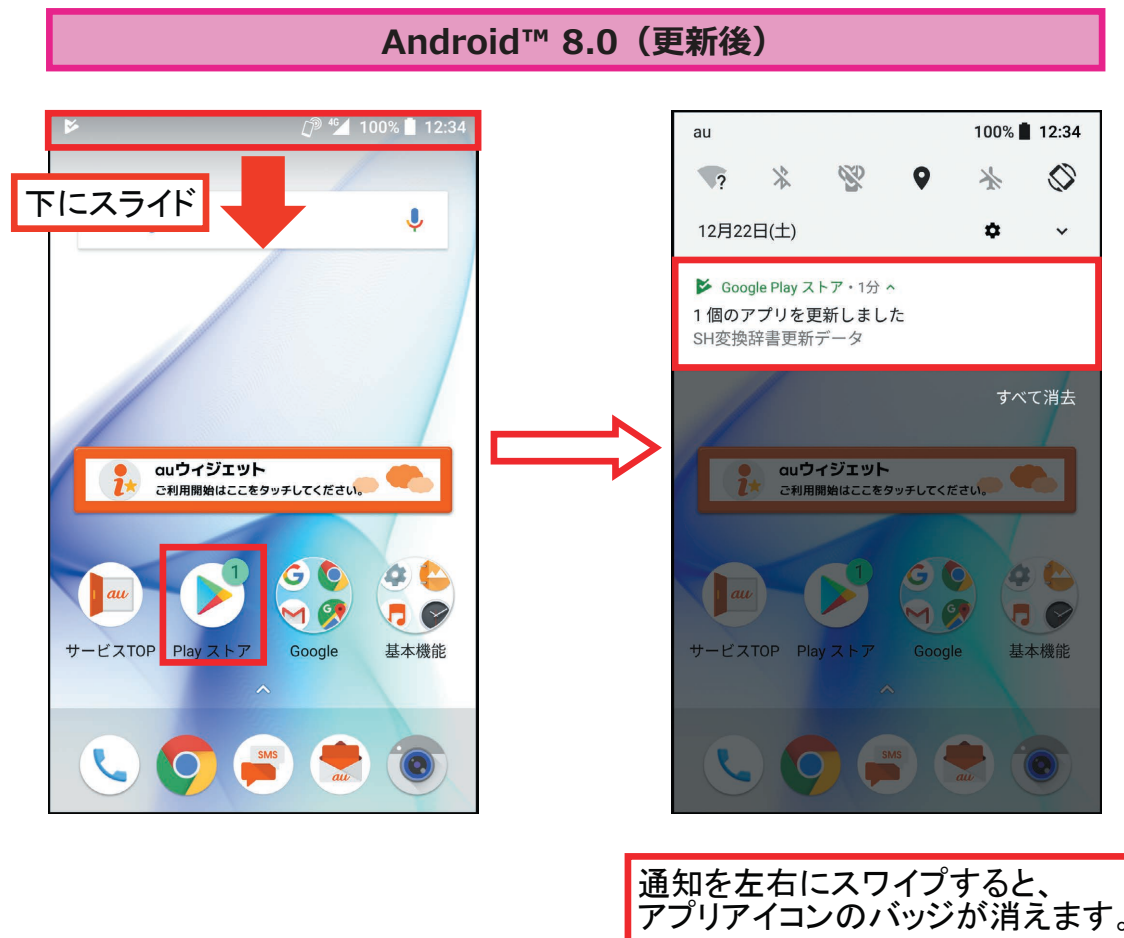 Android™ 8.0（更新後）
4G 100% 12:34
下にスライド
auウィジェット
ご利用開始はここをタッチしてください。
1
au
サービスTOP
Play ストア
Google
基本機能
SMS
au
au 100% 12:34
12月22日(土)
Google Play ストア・1分
1 個のアプリを更新しました
SH変換辞書更新データ
すべて消去
auウィジェット
ご利用開始はここをタッチしてください。
1
au
サービスTOP
Play ストア
Google
基本機能
SMS
au
通知を左右にスワイプすると、
アプリアイコンのバッジが消えます。